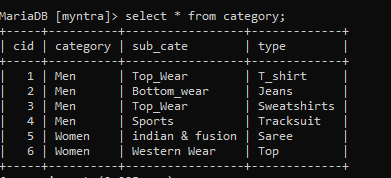 MariaDB [myntra]> select * from category;
+-----+----------+------------------+-------------+
| cid | category | sub_cate         | type        |
+-----+----------+------------------+-------------+
|   1 | Men      | Top_Wear         | T_shirt     |
|   2 | Men      | Bottom_wear      | Jeans       |
|   3 | Men      | Top_Wear         | Sweatshirts |
|   4 | Men      | Sports           | Tracksuit   |
|   5 | Women    | indian & fusion  | Saree       |
|   6 | Women    | Western Wear     | Top         |
+-----+----------+------------------+-------------+